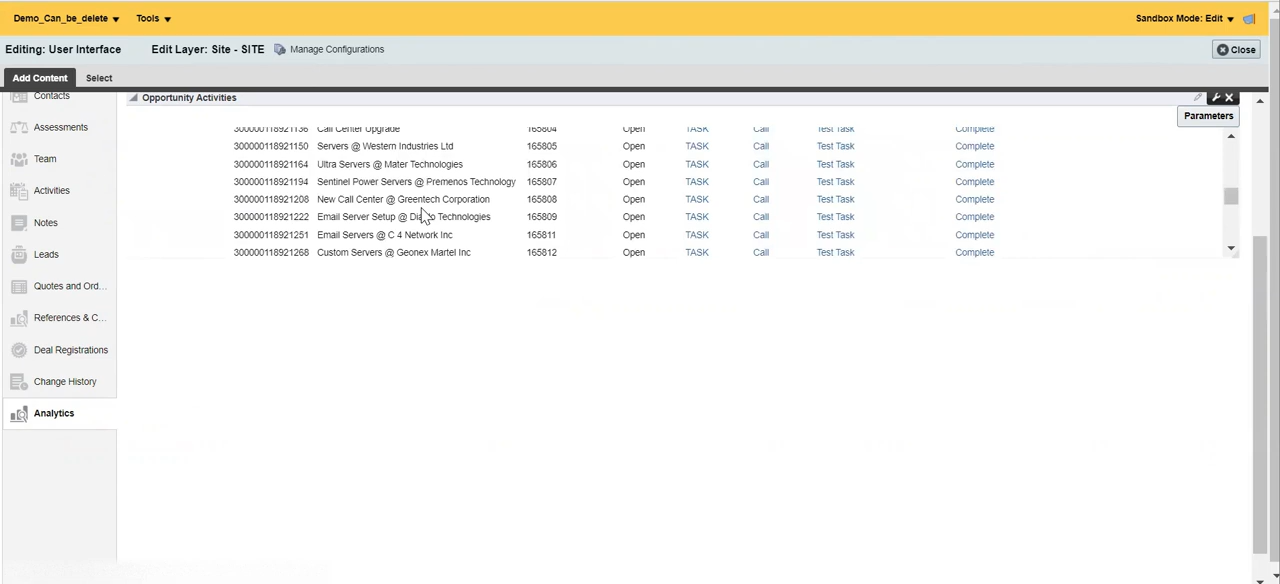 Demo_Can_be_delete Tools Sandbox Mode: Edit
Editing: User Interface Edit Layer: Site - SITE Manage Configurations Close
Add Content Select
Contacts
Assessments
Team
Activities
Notes
Leads
Quotes and Ord...
References & C...
Deal Registrations
Change History
Analytics
Opportunity Activities
Parameters
300000118921136 Call Center Upgrade 165804 Open TASK Call Test Task Complete
300000118921150 Servers @ Western Industries Ltd 165805 Open TASK Call Test Task Complete
300000118921164 Ultra Servers @ Mater Technologies 165806 Open TASK Call Test Task Complete
300000118921194 Sentinel Power Servers @ Premenos Technology 165807 Open TASK Call Test Task Complete
300000118921208 New Call Center @ Greentech Corporation 165808 Open TASK Call Test Task Complete
300000118921222 Email Server Setup @ Technologies 165809 Open TASK Call Test Task Complete
300000118921251 Email Servers @ C 4 Network Inc 165811 Open TASK Call Test Task Complete
300000118921268 Custom Servers @ Geonex Martel Inc 165812 Open TASK Call Test Task Complete